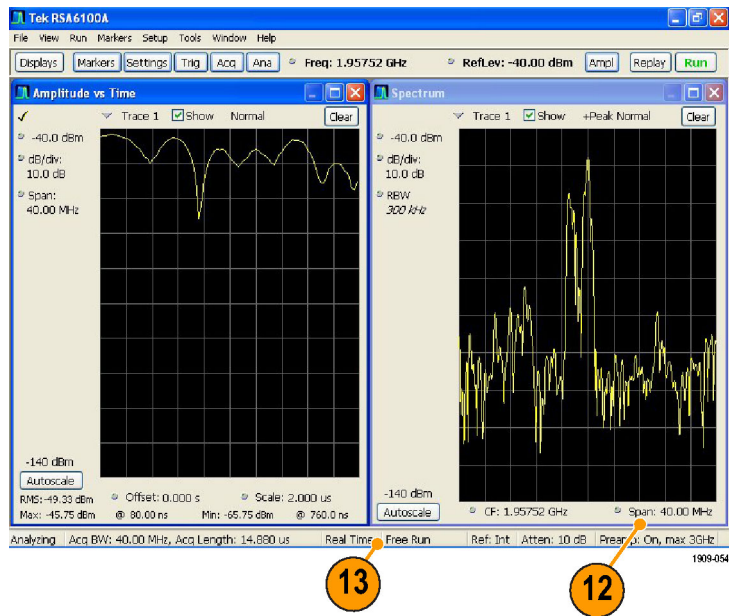 Tek RSA6100A
File View Run Markers Setup Tools Window Help
Displays Markers Settings Trig Acq Ana Freq: 1.95752 GHz RefLev: -40.00 dBm Ampl Replay Run
Amplitude vs Time
Trace 1 Show Normal Clear
-40.0 dBm
dB/div:
10.0 dB
Span:
40.00 MHz
-140 dBm
Autoscale
RMS: -49.33 dBm Offset: 0.000 s Scale: 2.000 us
Max: -45.75 dBm @ 80.00 ns Min: -65.75 dBm @ 760.0 ns
Spectrum
Trace 1 Show +Peak Normal Clear
-40.0 dBm
dB/div:
10.0 dB
RBW
300 kHz
-140 dBm
Autoscale CF: 1.95752 GHz Span: 40.00 MHz
Analyzing Acq BW: 40.00 MHz, Acq Length: 14.880 us Real Time Free Run Ref: Int Atten: 10 dB Preamp: On, max 3GHz
1909-054
13
12